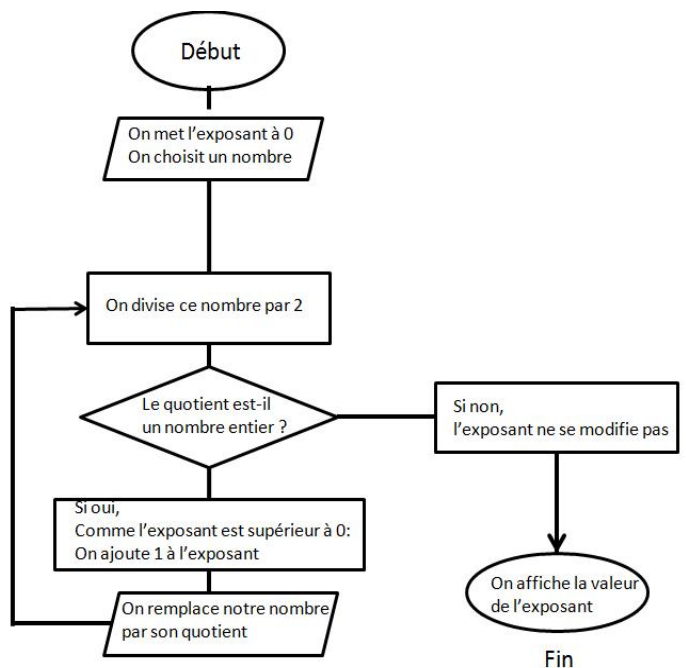 Début
On met l'exposant à 0
On choisit un nombre
On divise ce nombre par 2
Le quotient est-il
un nombre entier ?
Si non,
l'exposant ne se modifie pas
Si oui,
Comme l'exposant est supérieur à 0:
On ajoute 1 à l'exposant
On remplace notre nombre
par son quotient
On affiche la valeur
de l'exposant
Fin